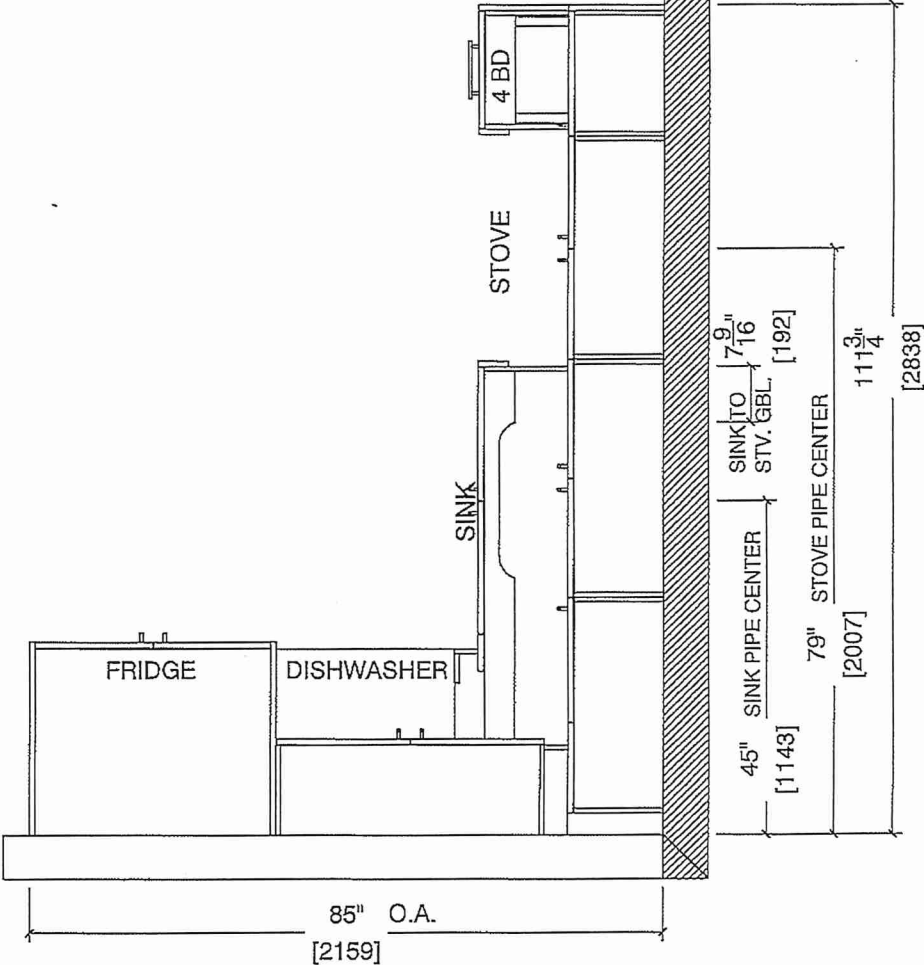 4 BD
STOVE
SINK
FRIDGE
DISHWASHER
7 9/16"
[192]
SINK TO
STV. GBL.
SINK PIPE CENTER
45"
[1143]
STOVE PIPE CENTER
79"
[2007]
111 3/4"
[2838]
85" O.A.
[2159]